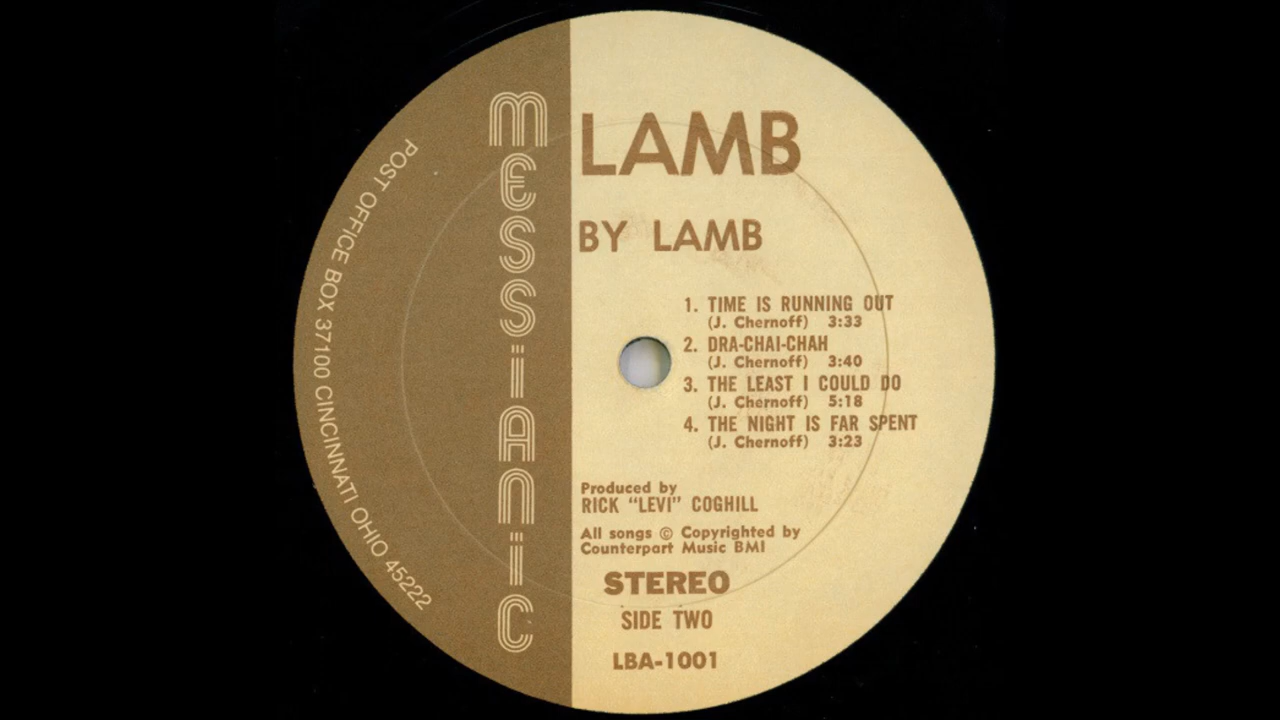 POST OFFICE BOX 37100 CINCINNATI OHIO 45222
MESSiANiC
LAMB
BY LAMB
1. TIME IS RUNNING OUT
(J. Chernoff) 3:33
2. DRA-CHAI-CHAH
(J. Chernoff) 3:40
3. THE LEAST I COULD DO
(J. Chernoff) 5:18
4. THE NIGHT IS FAR SPENT
(J. Chernoff) 3:23
Produced by
RICK "LEVI" COGHILL
All songs © Copyrighted by
Counterpart Music BMI
STEREO
SIDE TWO
LBA-1001